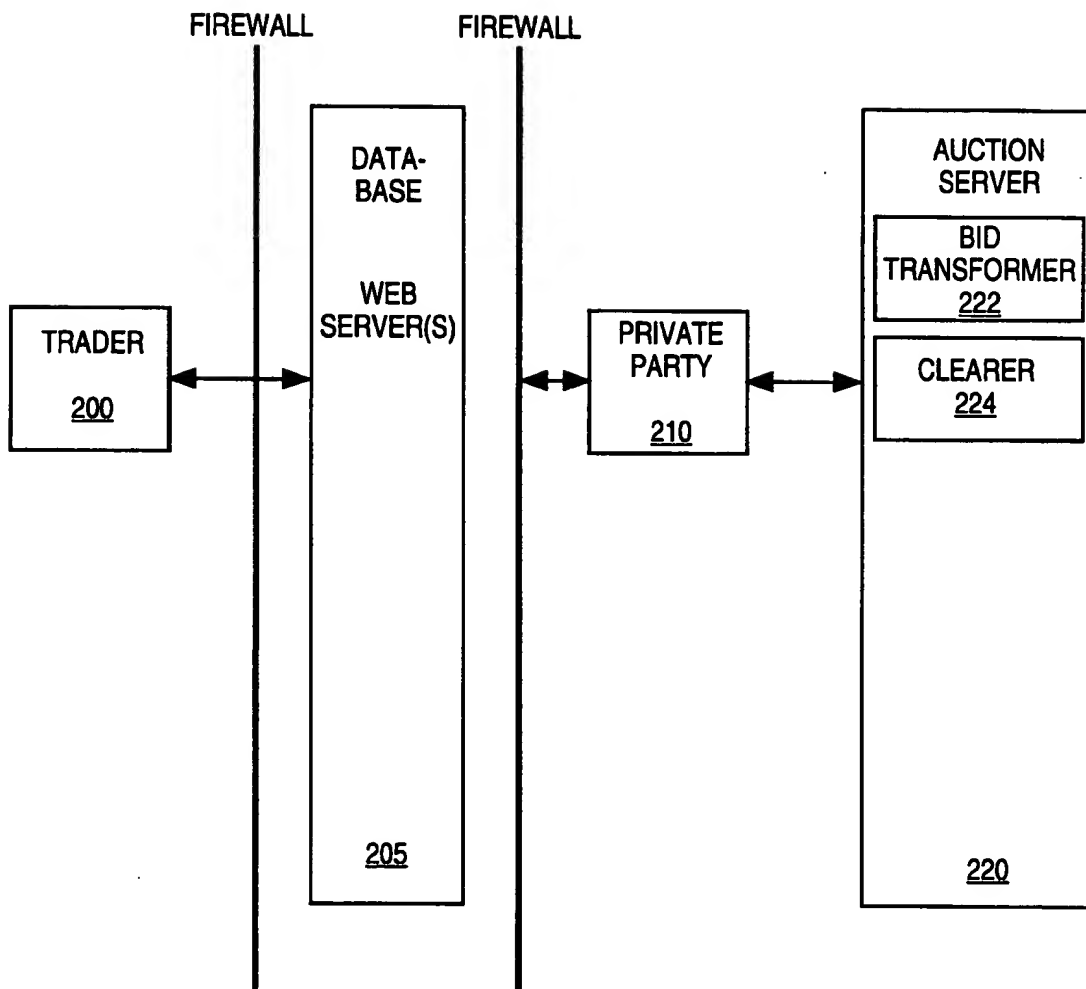 FIREWALL
FIREWALL
TRADER
200
DATA-
BASE
WEB
SERVER(S)
205
PRIVATE
PARTY
210
AUCTION
SERVER
BID
TRANSFORMER
222
CLEARER
224
220